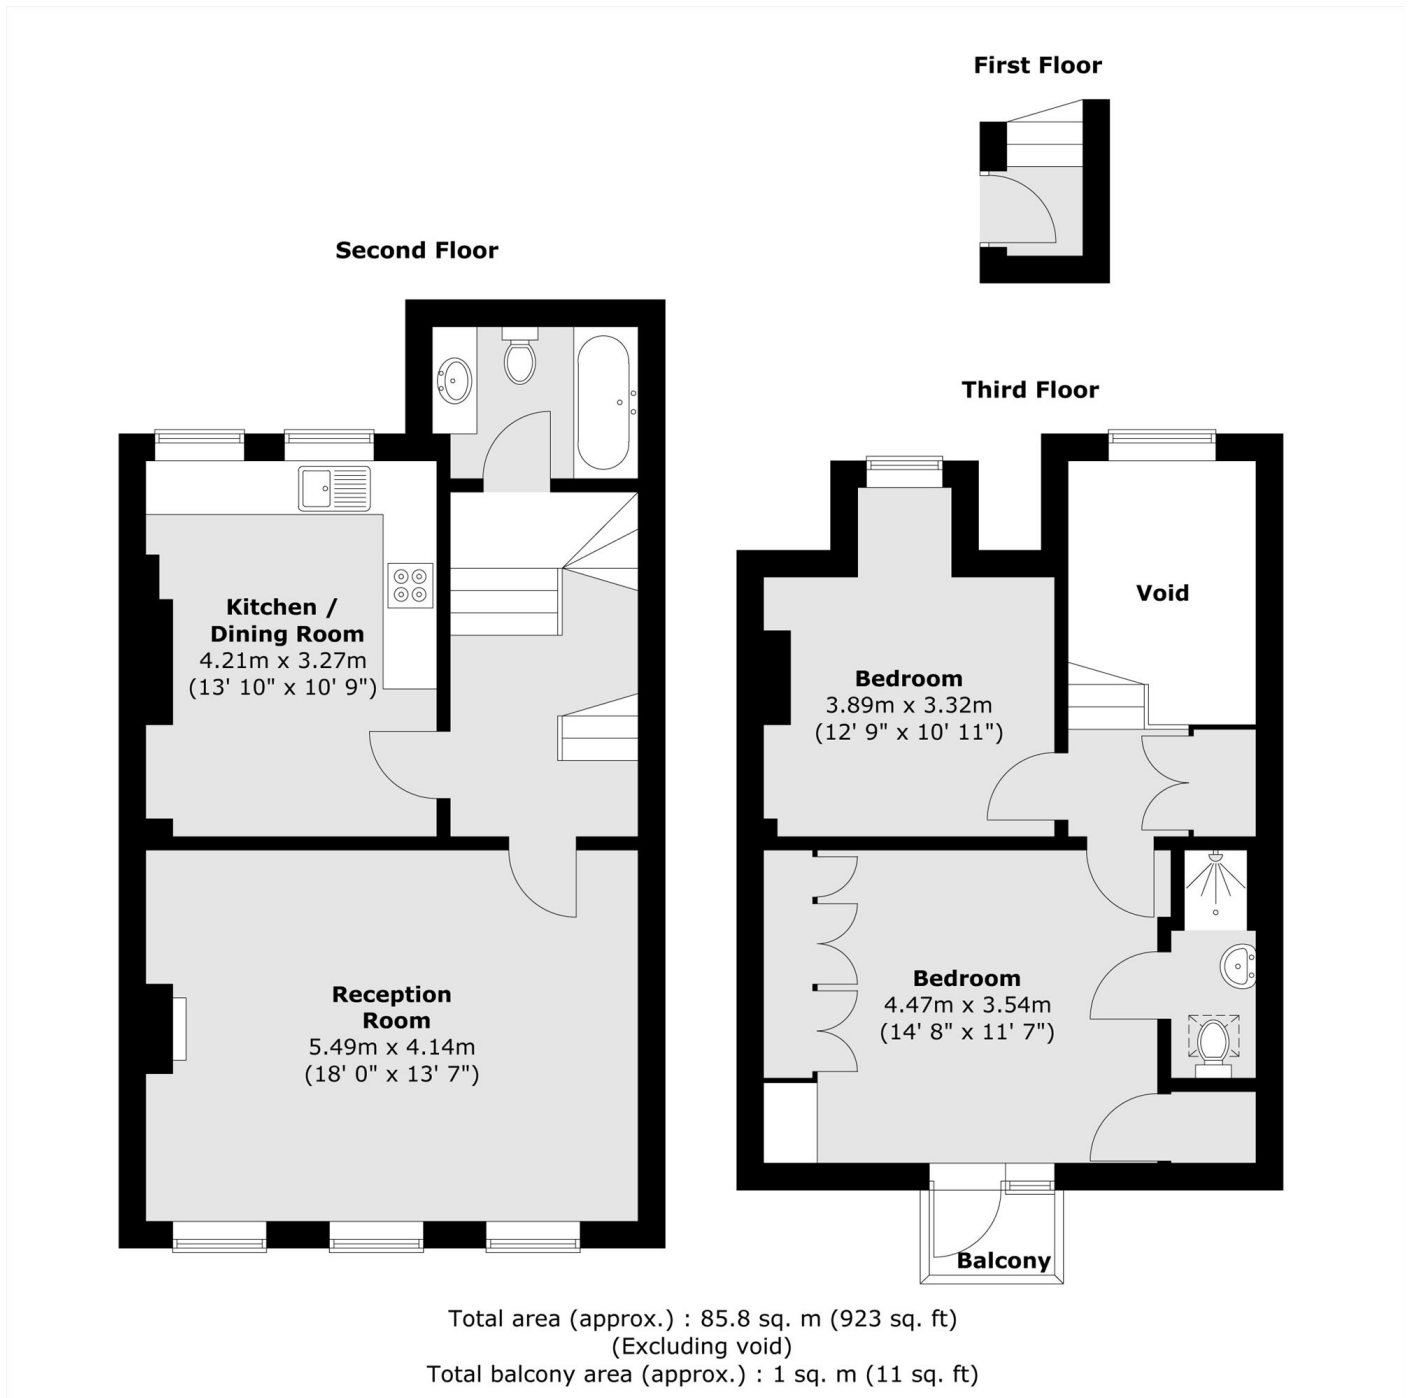 First Floor
Second Floor
Third Floor
Kitchen /
Dining Room
4.21m x 3.27m
(13' 10" x 10' 9")
Reception
Room
5.49m x 4.14m
(18' 0" x 13' 7")
Void
Bedroom
3.89m x 3.32m
(12' 9" x 10' 11")
Bedroom
4.47m x 3.54m
(14' 8" x 11' 7")
Balcony
Total area (approx.) : 85.8 sq. m (923 sq. ft)
(Excluding void)
Total balcony area (approx.) : 1 sq. m (11 sq. ft)